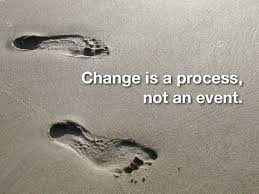 Change is a process,
not an event.